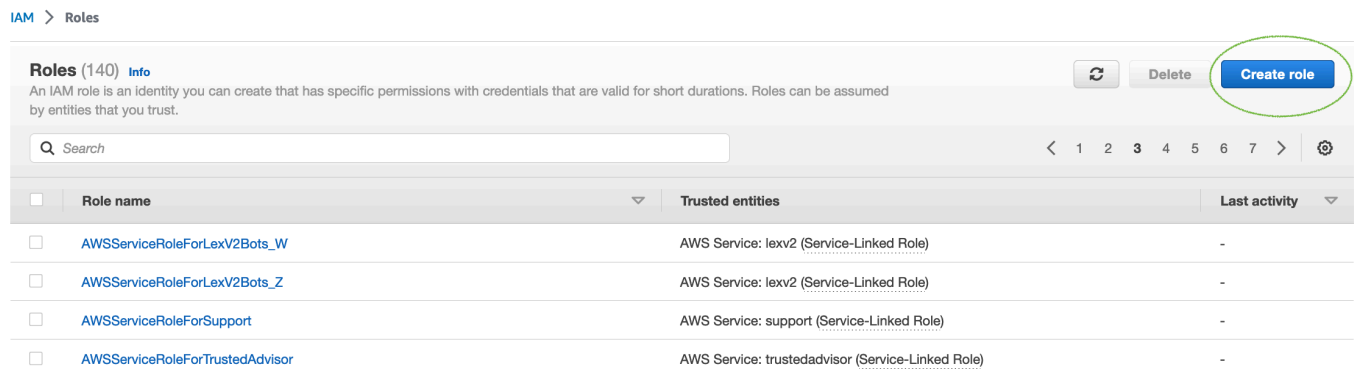 IAM > Roles
Roles (140) Info
An IAM role is an identity you can create that has specific permissions with credentials that are valid for short durations. Roles can be assumed
by entities that you trust.
Delete
Create role
Search
1 2 3 4 5 6 7
Role name Trusted entities Last activity
AWSServiceRoleForLexV2Bots_W AWS Service: lexv2 (Service-Linked Role) -
AWSServiceRoleForLexV2Bots_Z AWS Service: lexv2 (Service-Linked Role) -
AWSServiceRoleForSupport AWS Service: support (Service-Linked Role) -
AWSServiceRoleForTrustedAdvisor AWS Service: trustedadvisor (Service-Linked Role) -